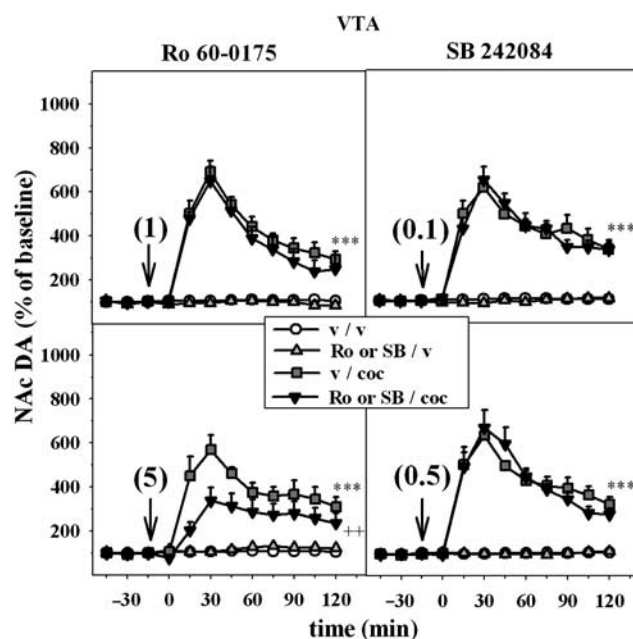 VTA
Ro 60-0175 SB 242084
NAc DA (% of baseline)
1000
800
600
400
200
(1)
***
(0.1)
***
v / v
Ro or SB / v
v / coc
Ro or SB / coc
1000
800
600
400
200
(5)
***
++
(0.5)
***
–30 0 30 60 90 120 –30 0 30 60 90 120
time (min) time (min)